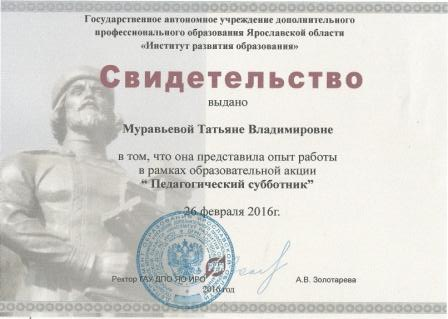 Государственное автономное учреждение дополнительного
профессионального образования Ярославской области
«Институт развития образования»
Свидетельство
выдано
Муравьевой Татьяне Владимировне
в том, что она представила опыт работы
в рамках образовательной акции
“ Педагогический субботник”
26 февраля 2016г.
Ректор ГАУ ДПО ЯО ИРО
А.В. Золотарева
2016 год